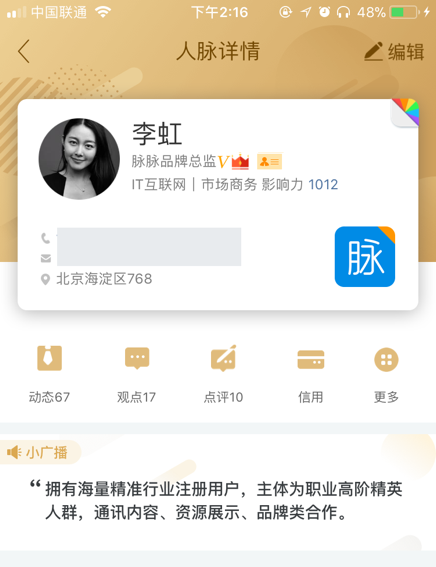 中国联通
下午2:16
48%
人脉详情
编辑
李虹
脉脉品牌总监V
IT互联网｜市场商务 影响力 1012
脉
北京海淀区768
动态67
观点17
点评10
信用
更多
小广播
“拥有海量精准行业注册用户，主体为职业高阶精英
人群，通讯内容、资源展示、品牌类合作。